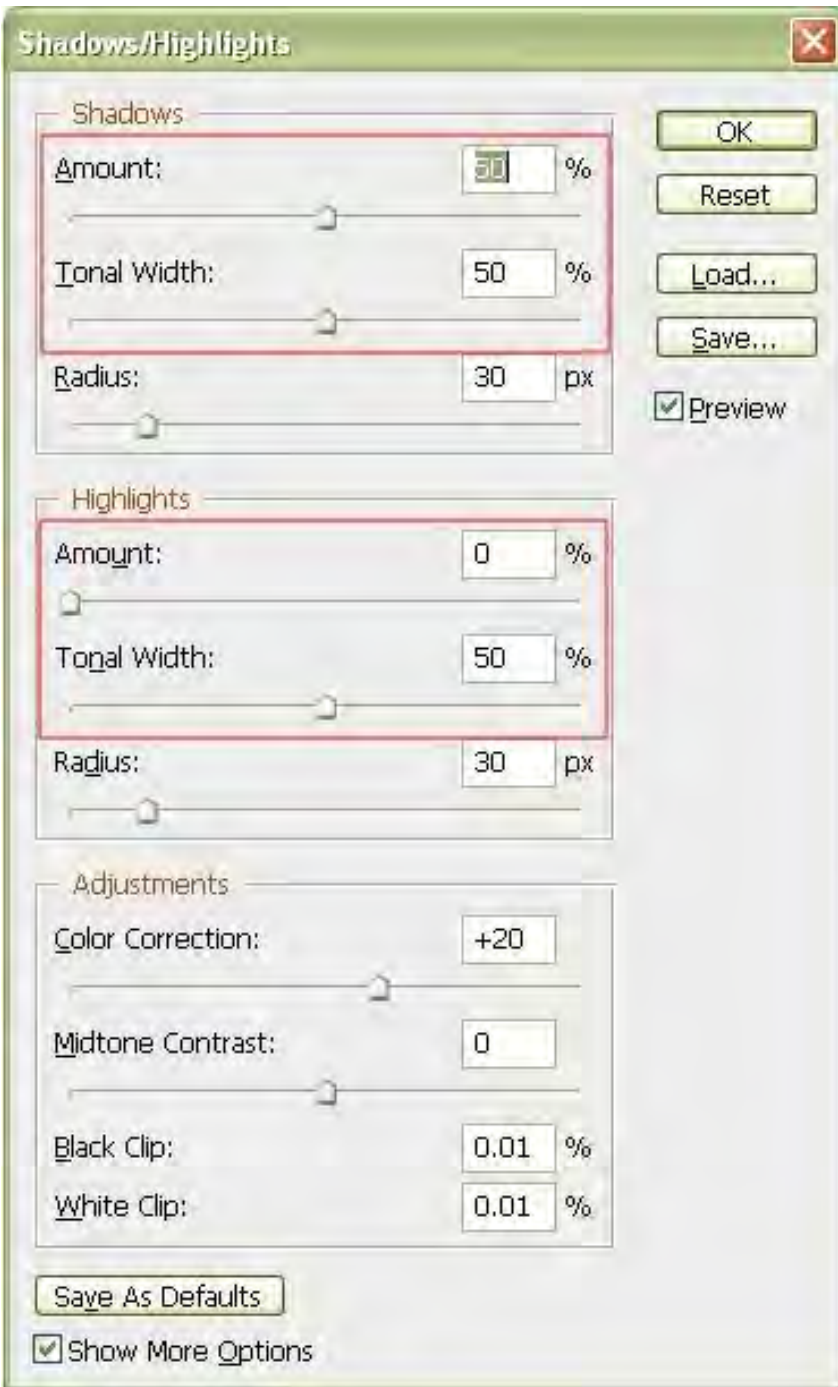 Shadows/Highlights
Shadows
Amount: 50 %
Tonal Width: 50 %
Radius: 30 px
Highlights
Amount: 0 %
Tonal Width: 50 %
Radius: 30 px
Adjustments
Color Correction: +20
Midtone Contrast: 0
Black Clip: 0.01 %
White Clip: 0.01 %
Save As Defaults
Show More Options
OK
Reset
Load...
Save...
Preview